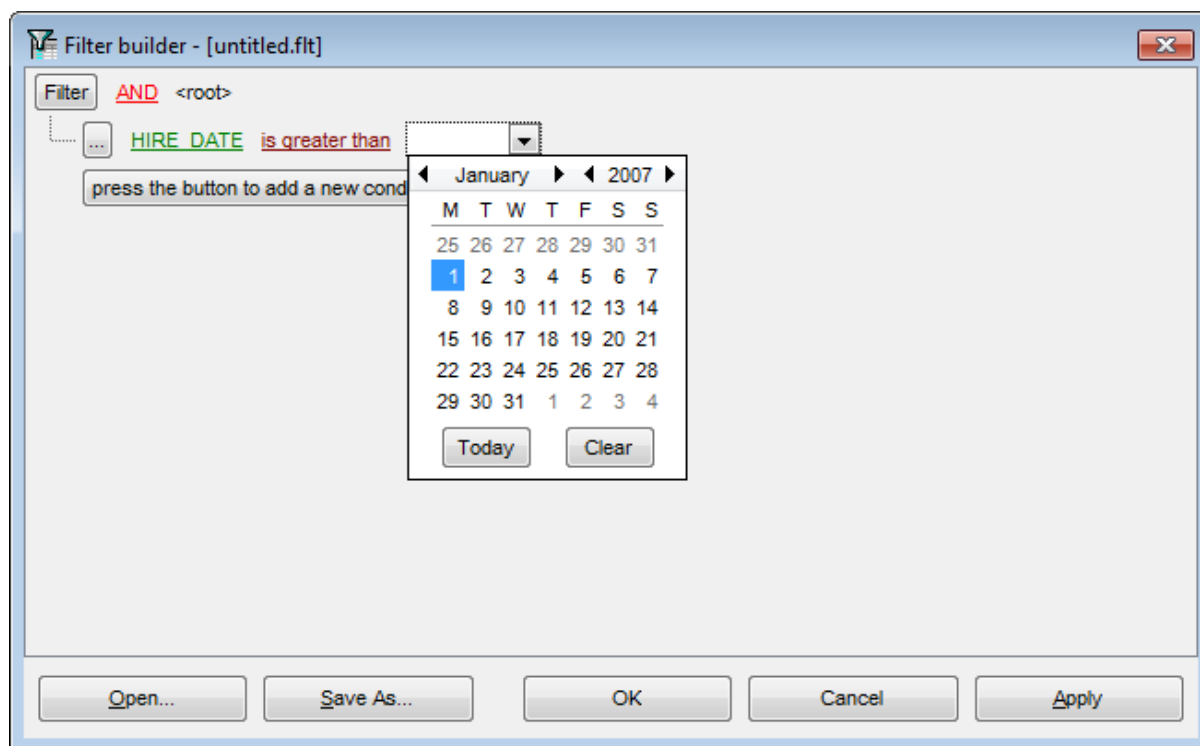 Filter builder - [untitled.flt]
Filter AND <root>
... HIRE_DATE is greater than
press the button to add a new cond
January 2007
M T W T F S S
25 26 27 28 29 30 31
1 2 3 4 5 6 7
8 9 10 11 12 13 14
15 16 17 18 19 20 21
22 23 24 25 26 27 28
29 30 31 1 2 3 4
Today Clear
Open... Save As... OK Cancel Apply